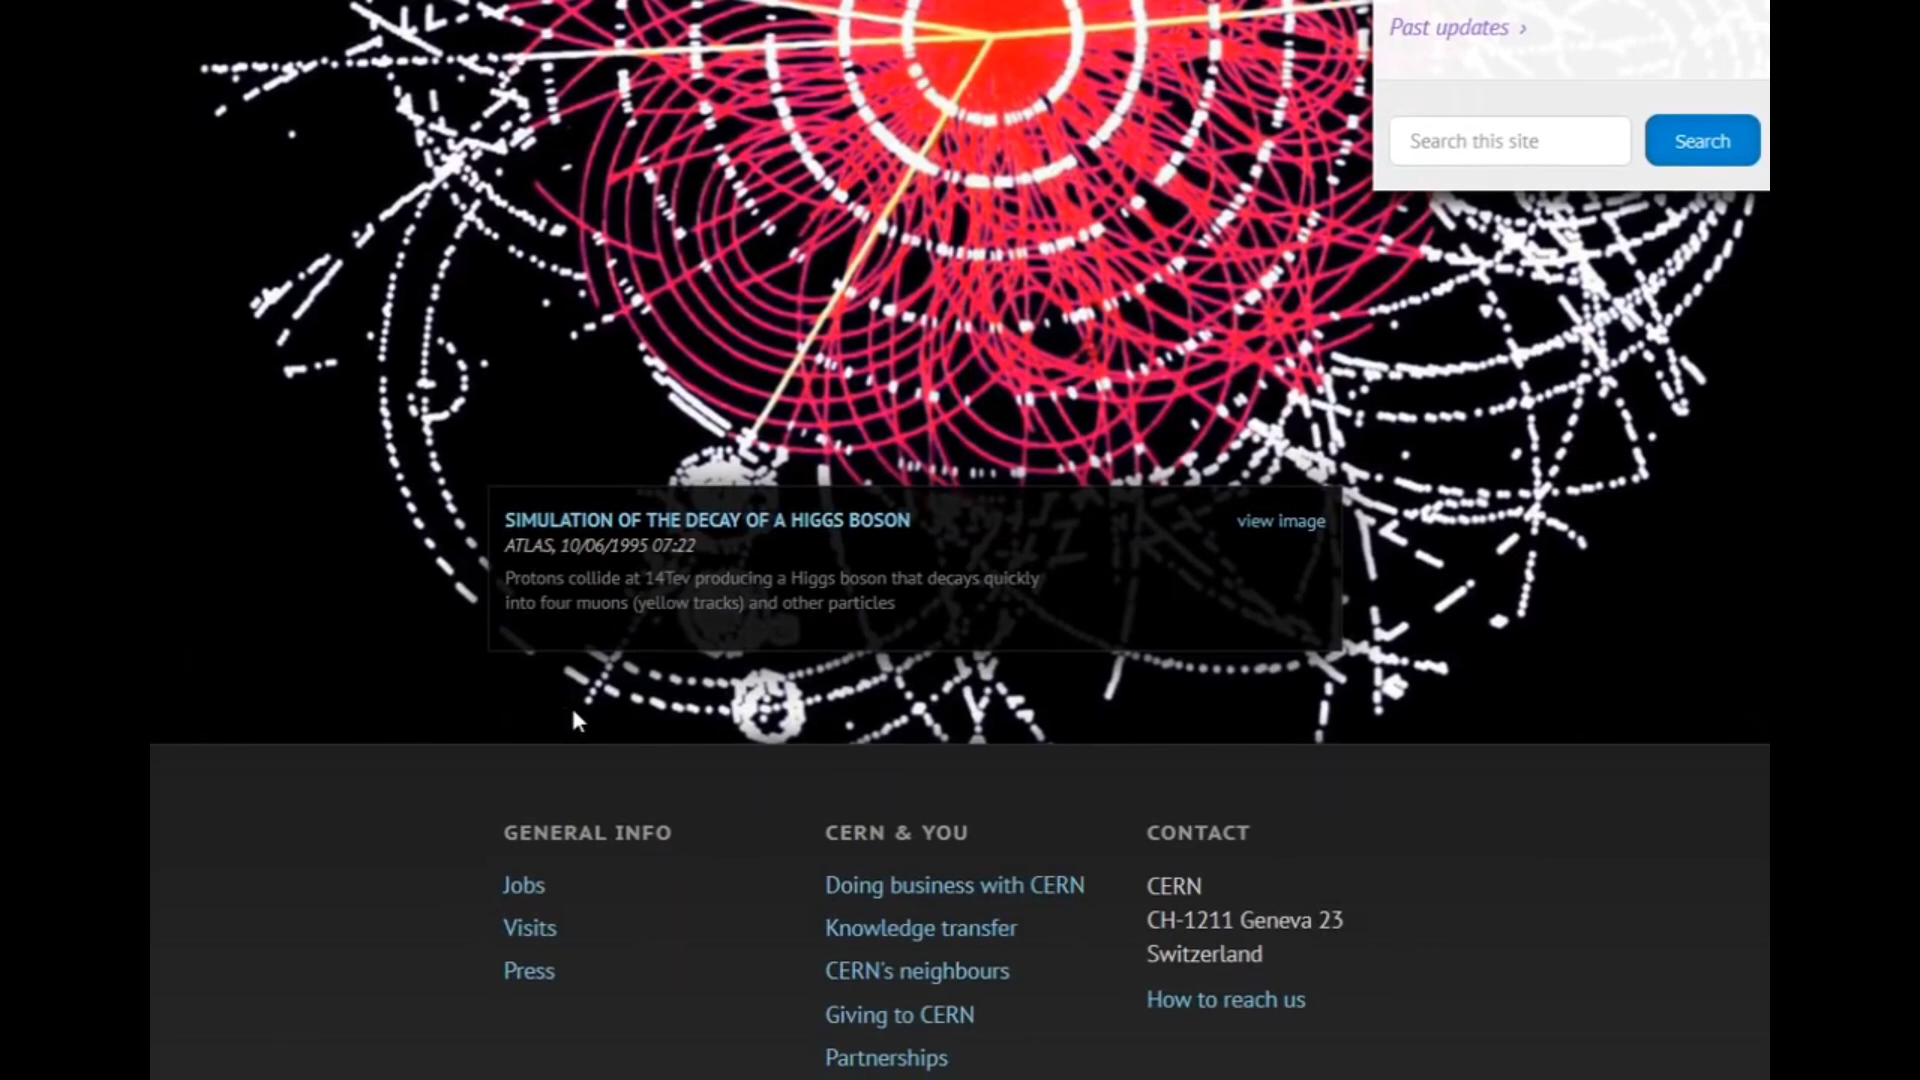 Past updates ›
Search this site
Search
SIMULATION OF THE DECAY OF A HIGGS BOSON
view image
ATLAS, 10/06/1995 07:22
Protons collide at 14Tev producing a Higgs boson that decays quickly
into four muons (yellow tracks) and other particles
GENERAL INFO
Jobs
Visits
Press
CERN & YOU
Doing business with CERN
Knowledge transfer
CERN's neighbours
Giving to CERN
Partnerships
CONTACT
CERN
CH-1211 Geneva 23
Switzerland
How to reach us